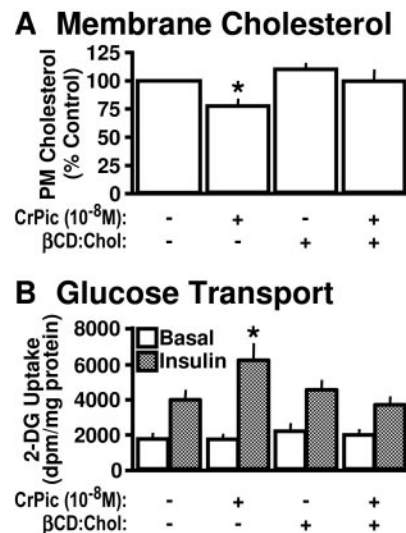 A Membrane Cholesterol
PM Cholesterol
(% Control)
125
100
75
50
25
0
*
CrPic (10⁻⁸M): - + - +
βCD:Chol: - - + +
B Glucose Transport
2-DG Uptake
(dpm/mg protein)
8000
6000
4000
2000
0
Basal
Insulin
*
CrPic (10⁻⁸M): - + - +
βCD:Chol: - - + +